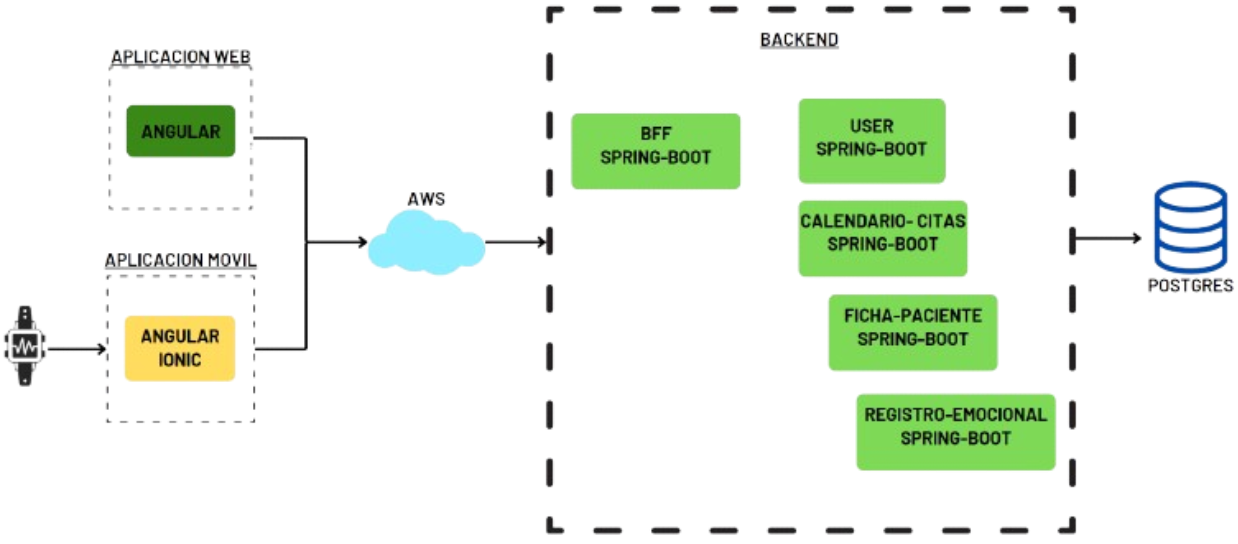 APLICACION WEB
ANGULAR
APLICACION MOVIL
ANGULAR
IONIC
AWS
BACKEND
BFF
SPRING-BOOT
USER
SPRING-BOOT
CALENDARIO- CITAS
SPRING-BOOT
FICHA-PACIENTE
SPRING-BOOT
REGISTRO-EMOCIONAL
SPRING-BOOT
POSTGRES